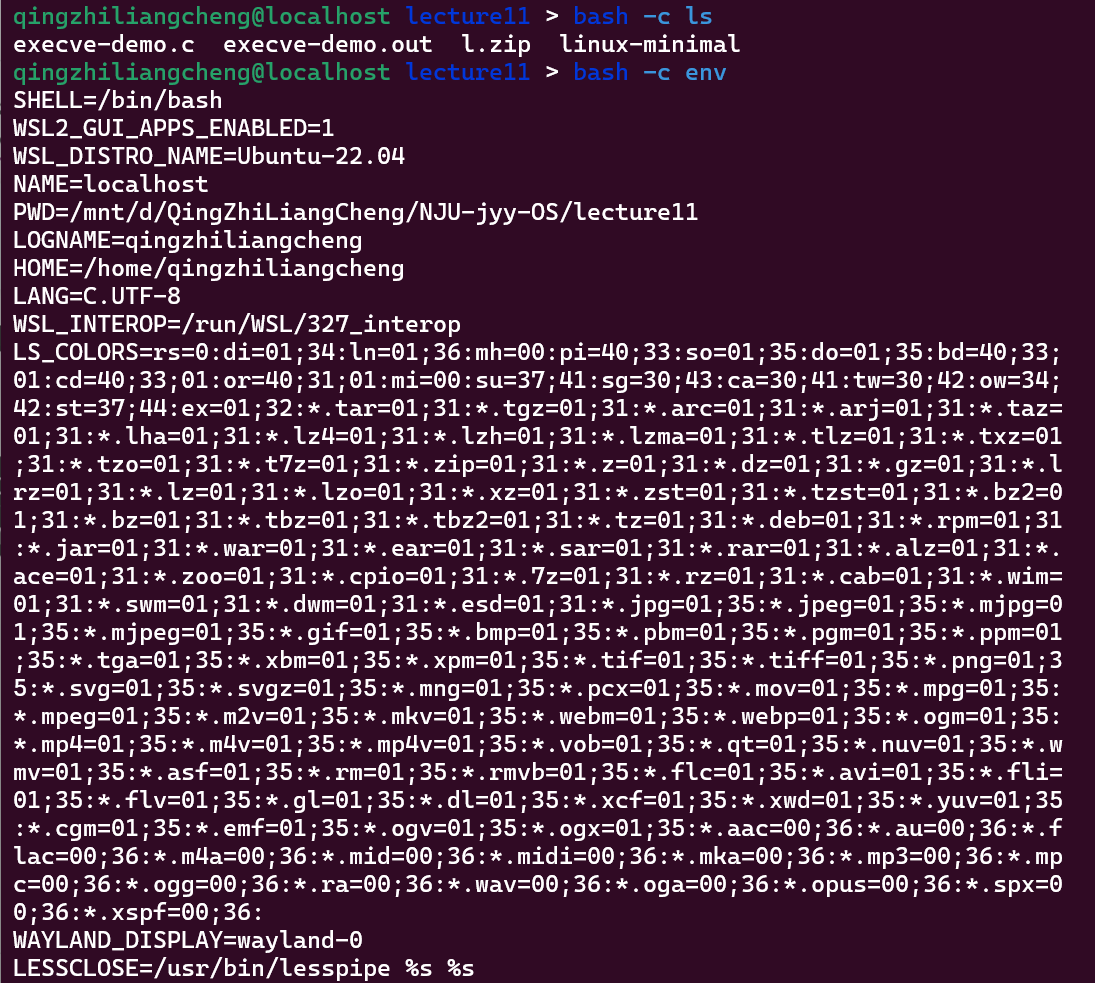 qingzhiliangcheng@localhost lecture11 > bash -c ls
execve-demo.c  execve-demo.out  l.zip  linux-minimal
qingzhiliangcheng@localhost lecture11 > bash -c env
SHELL=/bin/bash
WSL2_GUI_APPS_ENABLED=1
WSL_DISTRO_NAME=Ubuntu-22.04
NAME=localhost
PWD=/mnt/d/QingZhiLiangCheng/NJU-jyy-OS/lecture11
LOGNAME=qingzhiliangcheng
HOME=/home/qingzhiliangcheng
LANG=C.UTF-8
WSL_INTEROP=/run/WSL/327_interop
LS_COLORS=rs=0:di=01;34:ln=01;36:mh=00:pi=40;33:so=01;35:do=01;35:bd=40;33;
01:cd=40;33;01:or=40;31;01:mi=00:su=37;41:sg=30;43:ca=30;41:tw=30;42:ow=34;
42:st=37;44:ex=01;32:*.tar=01;31:*.tgz=01;31:*.arc=01;31:*.arj=01;31:*.taz=
01;31:*.lha=01;31:*.lz4=01;31:*.lzh=01;31:*.lzma=01;31:*.tlz=01;31:*.txz=01
;31:*.tzo=01;31:*.t7z=01;31:*.zip=01;31:*.z=01;31:*.dz=01;31:*.gz=01;31:*.l
rz=01;31:*.lz=01;31:*.lzo=01;31:*.xz=01;31:*.zst=01;31:*.tzst=01;31:*.bz2=0
1;31:*.bz=01;31:*.tbz=01;31:*.tbz2=01;31:*.tz=01;31:*.deb=01;31:*.rpm=01;31
:*.jar=01;31:*.war=01;31:*.ear=01;31:*.sar=01;31:*.rar=01;31:*.alz=01;31:*.
ace=01;31:*.zoo=01;31:*.cpio=01;31:*.7z=01;31:*.rz=01;31:*.cab=01;31:*.wim=
01;31:*.swm=01;31:*.dwm=01;31:*.esd=01;31:*.jpg=01;35:*.jpeg=01;35:*.mjpg=0
1;35:*.mjpeg=01;35:*.gif=01;35:*.bmp=01;35:*.pbm=01;35:*.pgm=01;35:*.ppm=01
;35:*.tga=01;35:*.xbm=01;35:*.xpm=01;35:*.tif=01;35:*.tiff=01;35:*.png=01;3
5:*.svg=01;35:*.svgz=01;35:*.mng=01;35:*.pcx=01;35:*.mov=01;35:*.mpg=01;35:
*.mpeg=01;35:*.m2v=01;35:*.mkv=01;35:*.webm=01;35:*.webp=01;35:*.ogm=01;35:
*.mp4=01;35:*.m4v=01;35:*.mp4v=01;35:*.vob=01;35:*.qt=01;35:*.nuv=01;35:*.w
mv=01;35:*.asf=01;35:*.rm=01;35:*.rmvb=01;35:*.flc=01;35:*.avi=01;35:*.fli=
01;35:*.flv=01;35:*.gl=01;35:*.dl=01;35:*.xcf=01;35:*.xwd=01;35:*.yuv=01;35
:*.cgm=01;35:*.emf=01;35:*.ogv=01;35:*.ogx=01;35:*.aac=00;36:*.au=00;36:*.f
lac=00;36:*.m4a=00;36:*.mid=00;36:*.midi=00;36:*.mka=00;36:*.mp3=00;36:*.mp
c=00;36:*.ogg=00;36:*.ra=00;36:*.wav=00;36:*.oga=00;36:*.opus=00;36:*.spx=0
0;36:*.xspf=00;36:
WAYLAND_DISPLAY=wayland-0
LESSCLOSE=/usr/bin/lesspipe %s %s